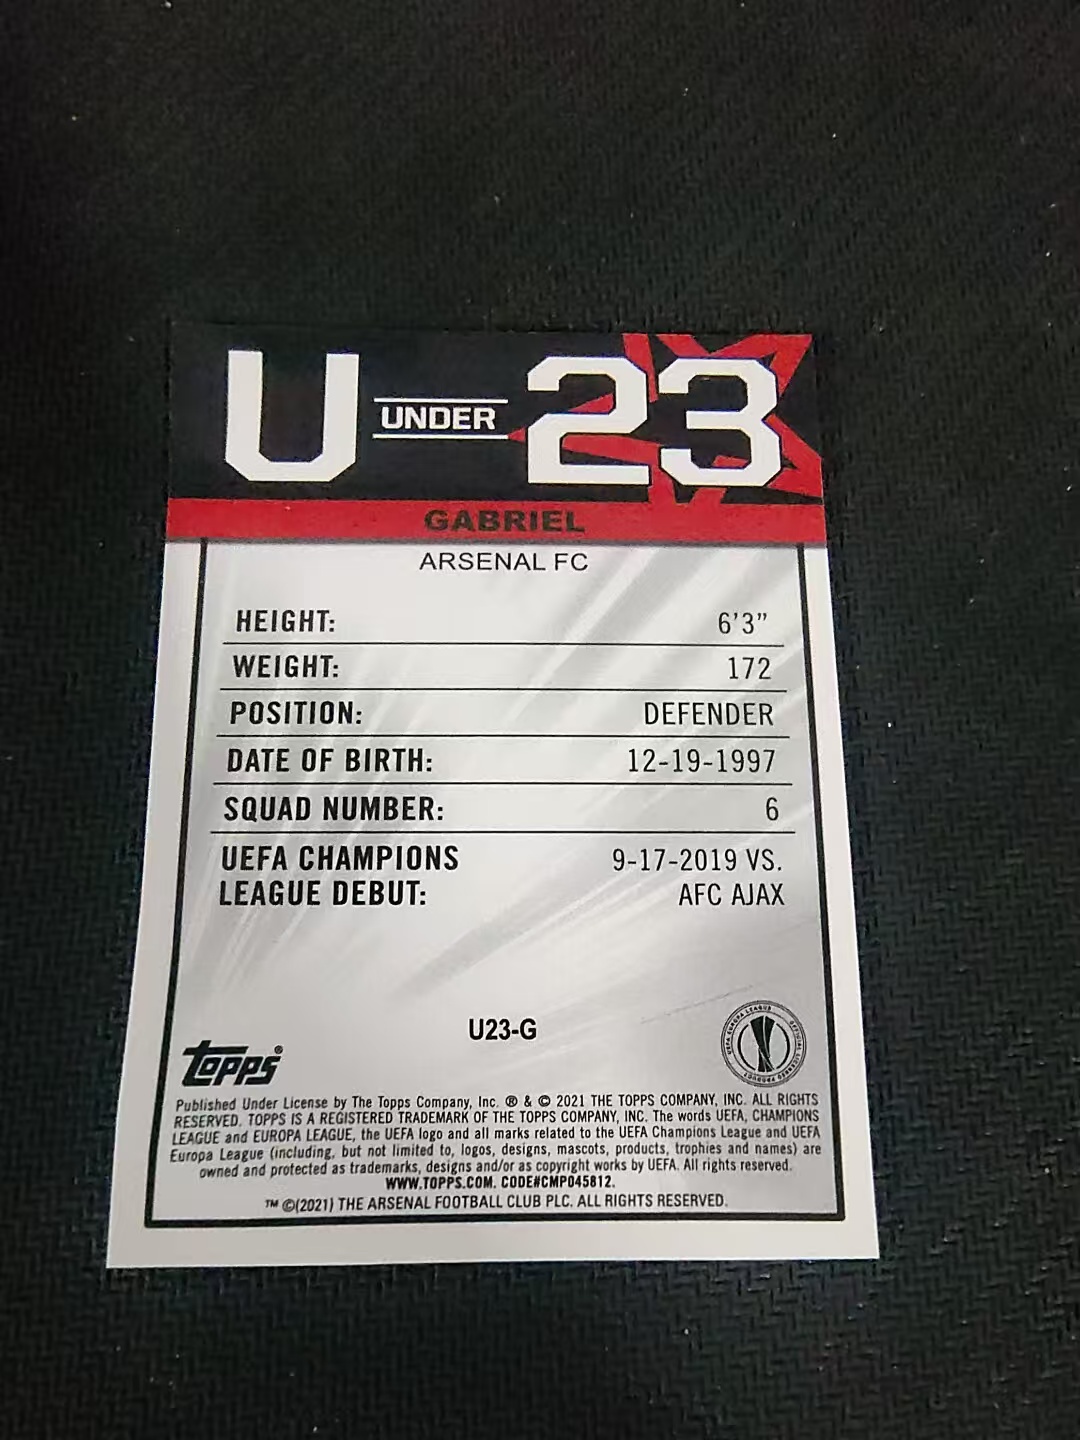 U UNDER 23
GABRIEL
ARSENAL FC
HEIGHT: 6'3"
WEIGHT: 172
POSITION: DEFENDER
DATE OF BIRTH: 12-19-1997
SQUAD NUMBER: 6
UEFA CHAMPIONS 9-17-2019 VS.
LEAGUE DEBUT: AFC AJAX
U23-G
Topps®
UEFA EUROPA LEAGUE OFFICIAL LICENSED PRODUCT
Published Under License by The Topps Company, Inc. ® & © 2021 THE TOPPS COMPANY, INC. ALL RIGHTS
RESERVED. TOPPS IS A REGISTERED TRADEMARK OF THE TOPPS COMPANY, INC. The words UEFA, CHAMPIONS
LEAGUE and EUROPA LEAGUE, the UEFA logo and all marks related to the UEFA Champions League and UEFA
Europa League (including, but not limited to, logos, designs, mascots, products, trophies and names) are
owned and protected as trademarks, designs and/or as copyright works by UEFA. All rights reserved.
WWW.TOPPS.COM. CODE#CMP045812.
™ ©(2021) THE ARSENAL FOOTBALL CLUB PLC. ALL RIGHTS RESERVED.